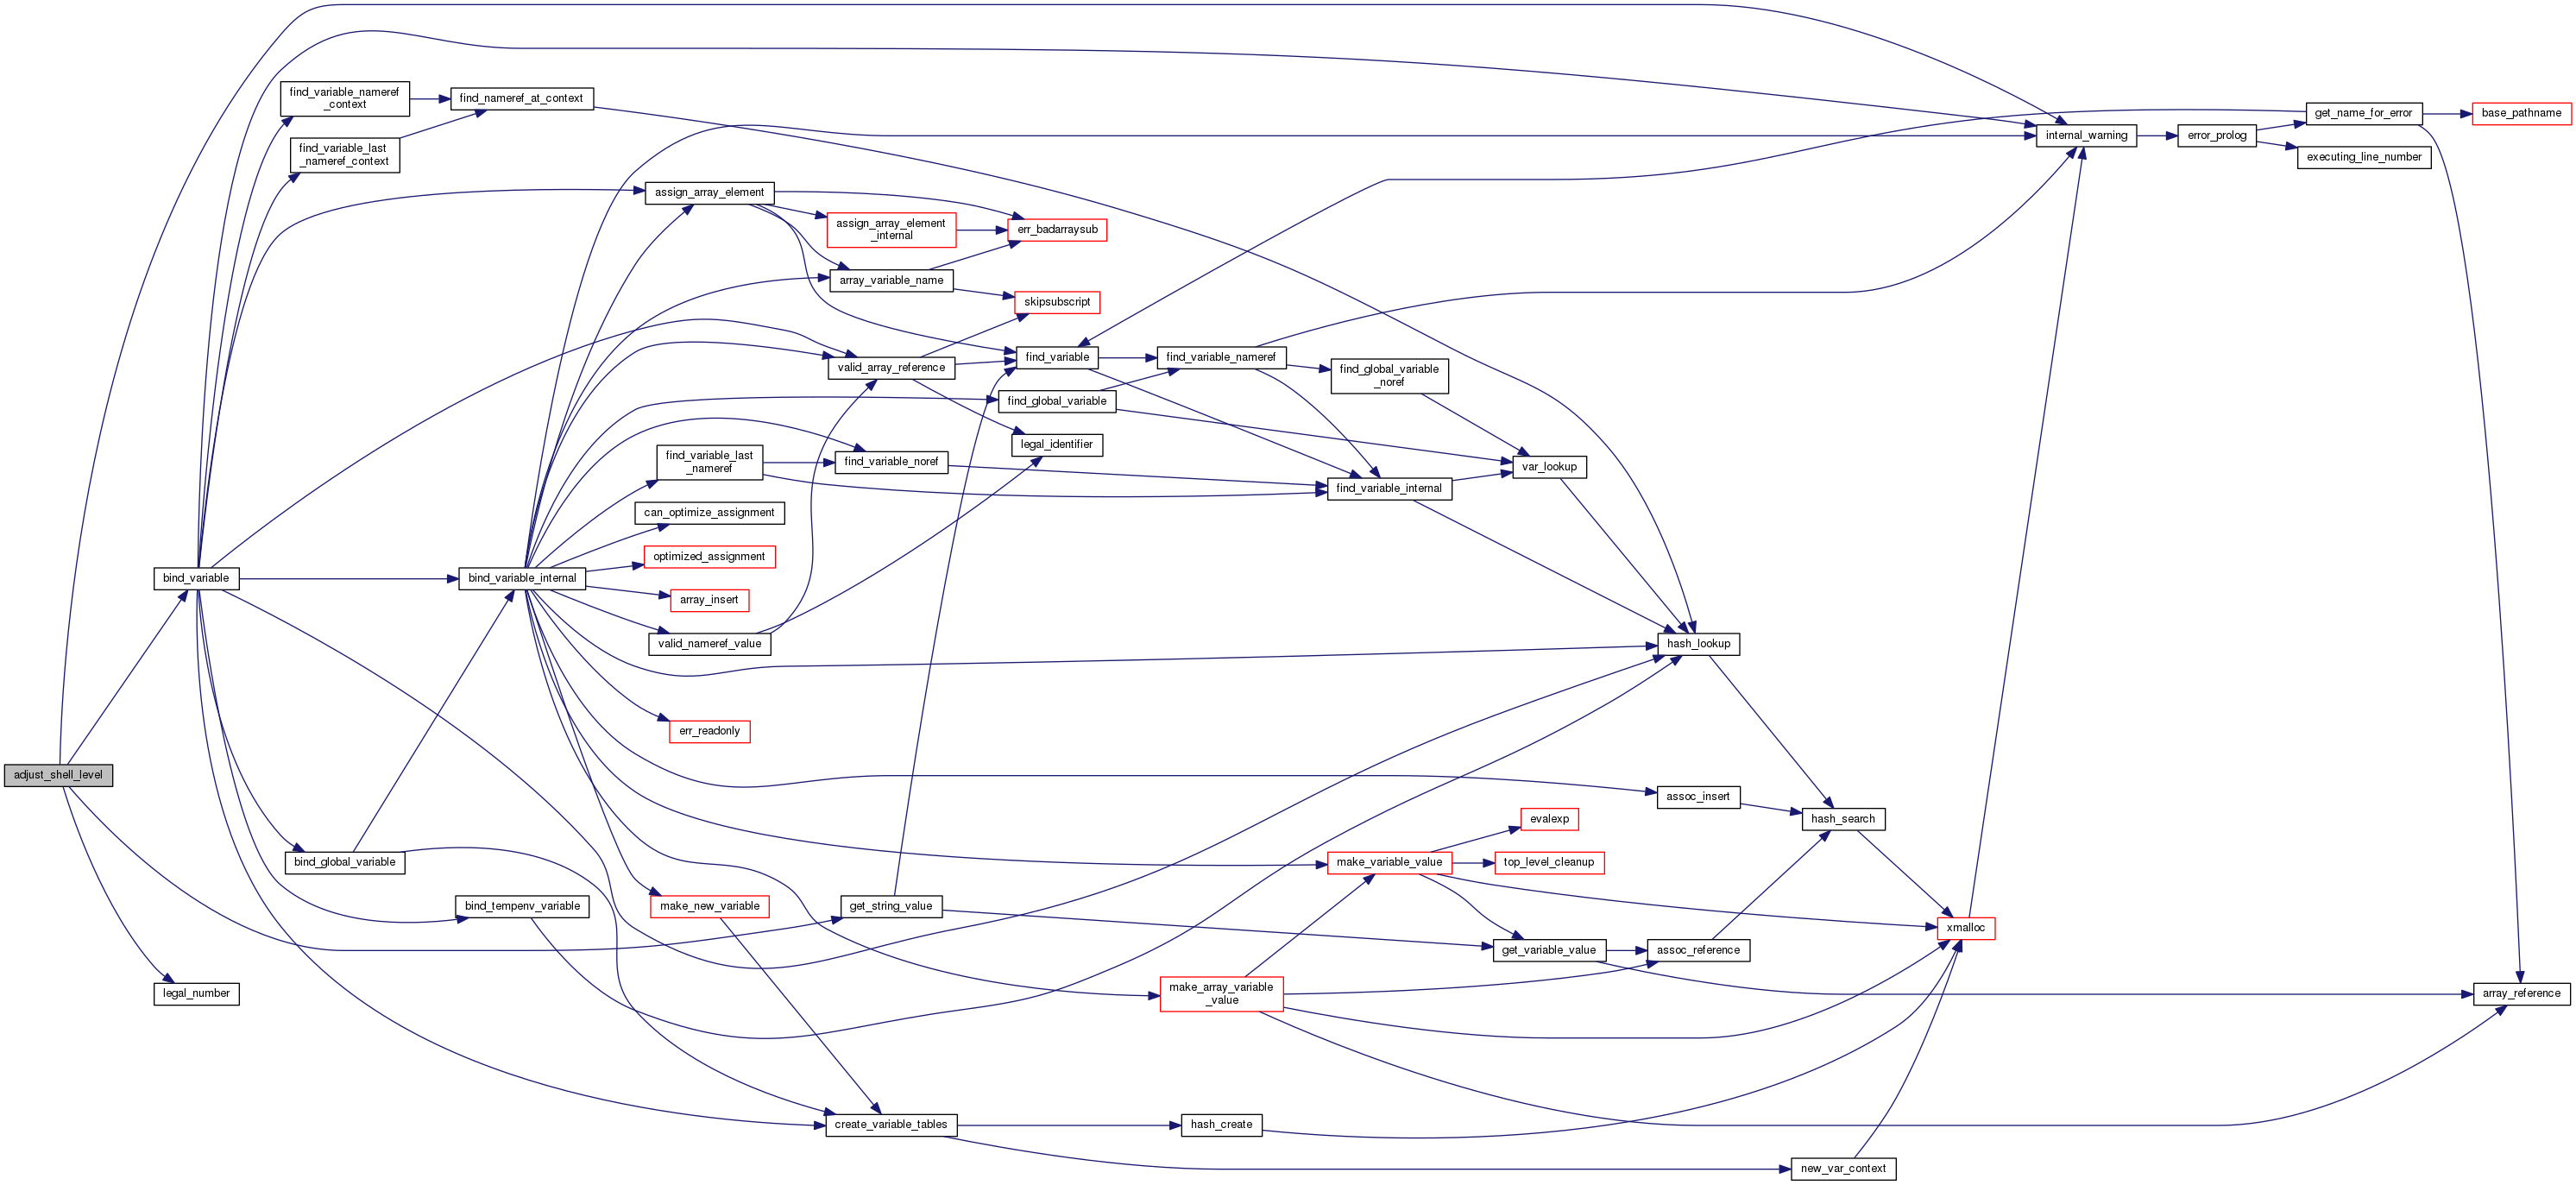 adjust_shell_level
bind_variable
legal_number
find_variable_nameref
_context
find_variable_last
_nameref_context
bind_global_variable
find_nameref_at_context
bind_variable_internal
bind_tempenv_variable
assign_array_element
find_variable_last
_nameref
can_optimize_assignment
optimized_assignment
array_insert
valid_nameref_value
err_readonly
make_new_variable
assign_array_element
_internal
array_variable_name
valid_array_reference
find_variable_noref
get_string_value
create_variable_tables
err_badarraysub
skipsubscript
find_variable
find_global_variable
legal_identifier
find_variable_nameref
make_array_variable
_value
hash_create
find_global_variable
_noref
find_variable_internal
make_variable_value
var_lookup
evalexp
top_level_cleanup
get_variable_value
hash_lookup
assoc_insert
assoc_reference
hash_search
new_var_context
xmalloc
internal_warning
error_prolog
get_name_for_error
executing_line_number
base_pathname
array_reference